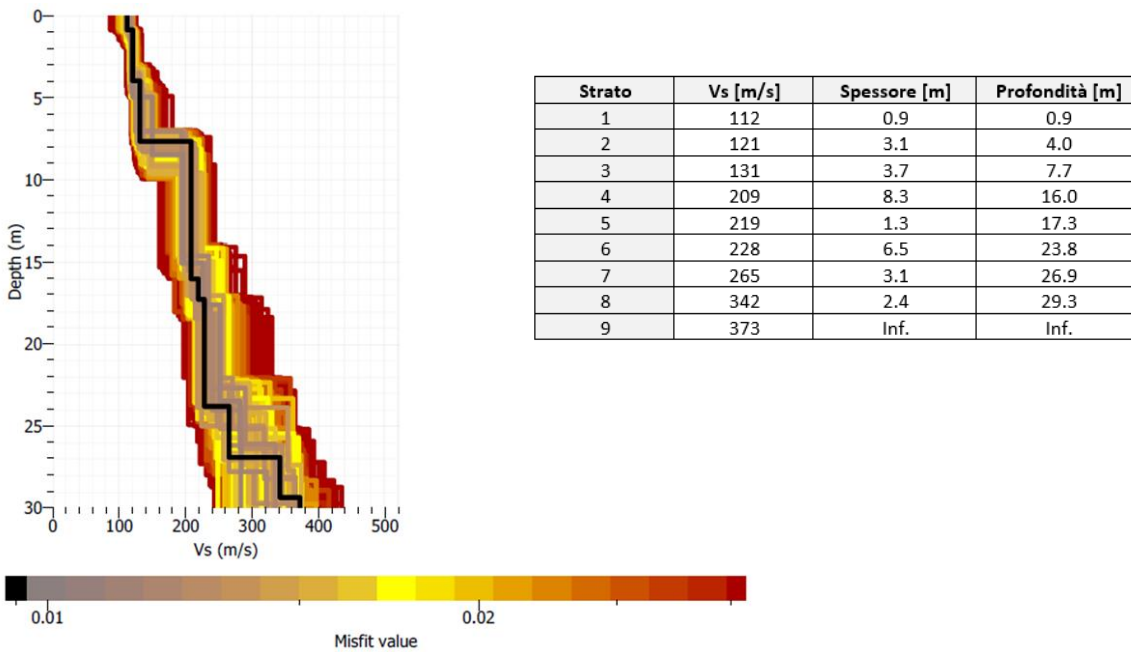 0
5
10
15
20
25
30
Depth (m)
0 100 200 300 400 500
Vs (m/s)
Strato Vs [m/s] Spessore [m] Profondità [m]
1 112 0.9 0.9
2 121 3.1 4.0
3 131 3.7 7.7
4 209 8.3 16.0
5 219 1.3 17.3
6 228 6.5 23.8
7 265 3.1 26.9
8 342 2.4 29.3
9 373 Inf. Inf.
0.01 0.02
Misfit value